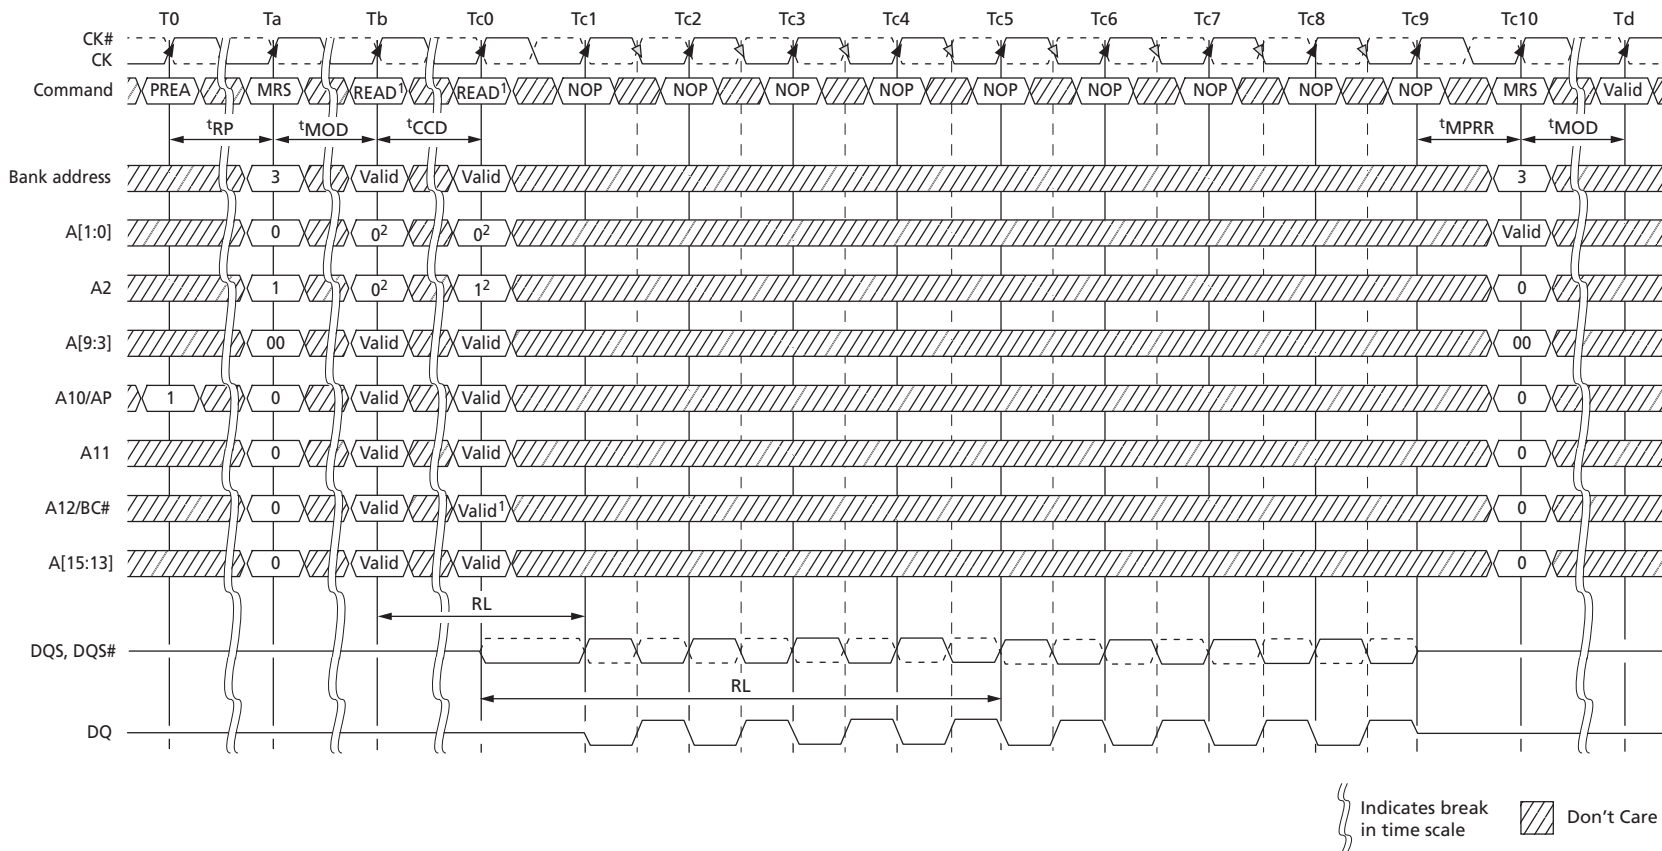 T0 Ta Tb Tc0 Tc1 Tc2 Tc3 Tc4 Tc5 Tc6 Tc7 Tc8 Tc9 Tc10 Td
CK#
CK
Command PREA MRS READ¹ READ¹ NOP NOP NOP NOP NOP NOP NOP NOP NOP MRS Valid
tRP tMOD tCCD tMPRR tMOD
Bank address 3 Valid Valid 3
A[1:0] 0 0² 0² Valid
A2 1 0² 1² 0
A[9:3] 00 Valid Valid 00
A10/AP 1 0 Valid Valid 0
A11 0 Valid Valid 0
A12/BC# 0 Valid Valid¹ 0
A[15:13] 0 Valid Valid 0
RL
DQS, DQS#
RL
DQ
Indicates break
in time scale
Don't Care